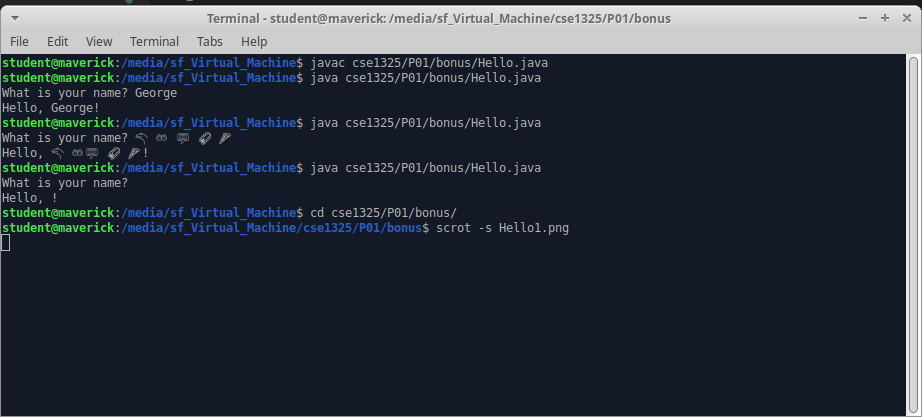 Terminal - student@maverick: /media/sf_Virtual_Machine/cse1325/P01/bonus
File Edit View Terminal Tabs Help
student@maverick:/media/sf_Virtual_Machine$ javac cse1325/P01/bonus/Hello.java
student@maverick:/media/sf_Virtual_Machine$ java cse1325/P01/bonus/Hello.java
What is your name? George
Hello, George!
student@maverick:/media/sf_Virtual_Machine$ java cse1325/P01/bonus/Hello.java
What is your name?
Hello, !
student@maverick:/media/sf_Virtual_Machine$ java cse1325/P01/bonus/Hello.java
What is your name?
Hello, !
student@maverick:/media/sf_Virtual_Machine$ cd cse1325/P01/bonus/
student@maverick:/media/sf_Virtual_Machine/cse1325/P01/bonus$ scrot -s Hello1.png